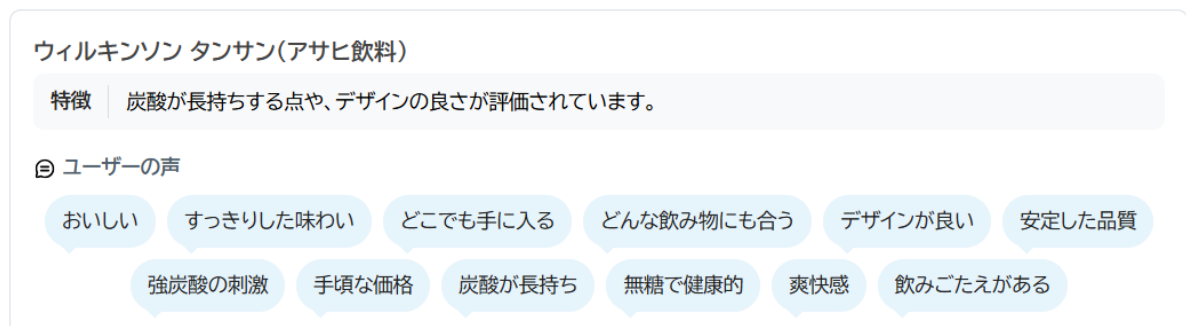 ウィルキンソン タンサン(アサヒ飲料)
特徴 炭酸が長持ちする点や、デザインの良さが評価されています。
ユーザーの声
おいしい すっきりした味わい どこでも手に入る どんな飲み物にも合う デザインが良い 安定した品質
強炭酸の刺激 手頃な価格 炭酸が長持ち 無糖で健康的 爽快感 飲みごたえがある